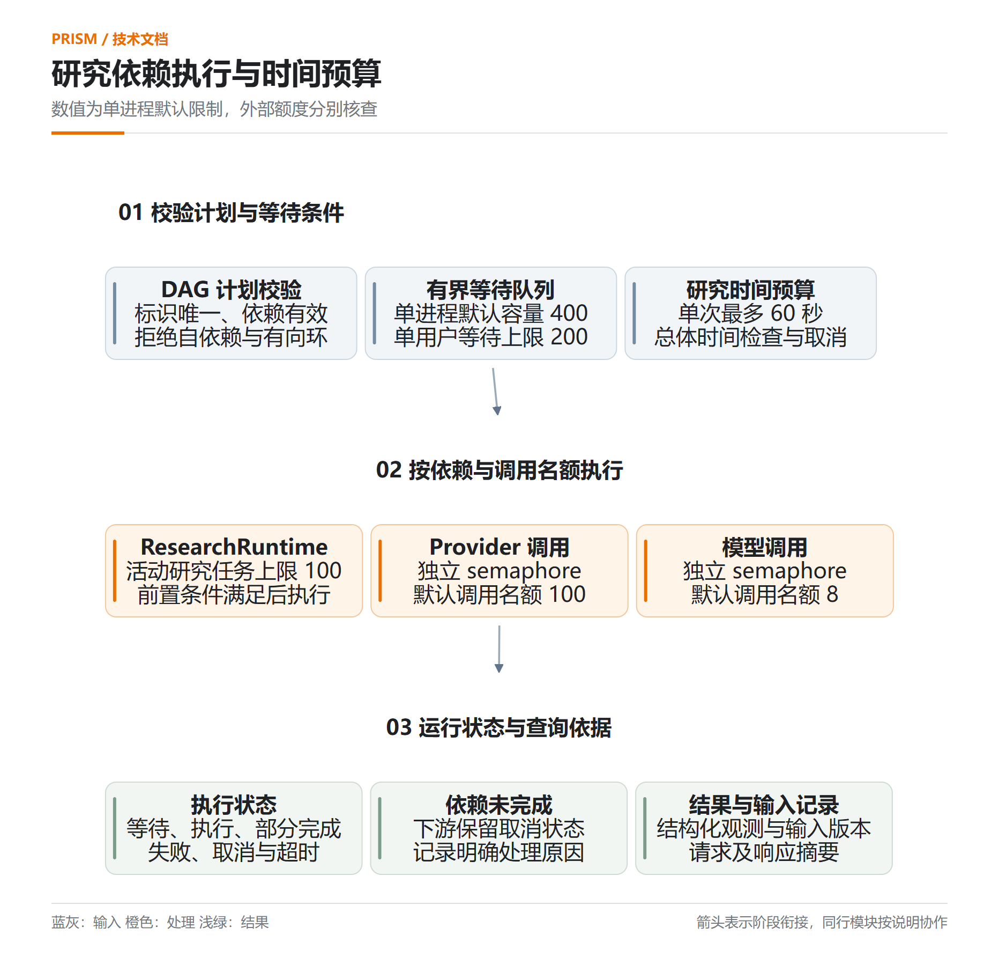 PRISM / 技术文档
研究依赖执行与时间预算
数值为单进程默认限制，外部额度分别核查
01 校验计划与等待条件
DAG 计划校验
标识唯一、依赖有效
拒绝自依赖与有向环
有界等待队列
单进程默认容量 400
单用户等待上限 200
研究时间预算
单次最多 60 秒
总体时间检查与取消
02 按依赖与调用名额执行
ResearchRuntime
活动研究任务上限 100
前置条件满足后执行
Provider 调用
独立 semaphore
默认调用名额 100
模型调用
独立 semaphore
默认调用名额 8
03 运行状态与查询依据
执行状态
等待、执行、部分完成
失败、取消与超时
依赖未完成
下游保留取消状态
记录明确处理原因
结果与输入记录
结构化观测与输入版本
请求及响应摘要
蓝灰：输入 橙色：处理 浅绿：结果
箭头表示阶段衔接，同行模块按说明协作